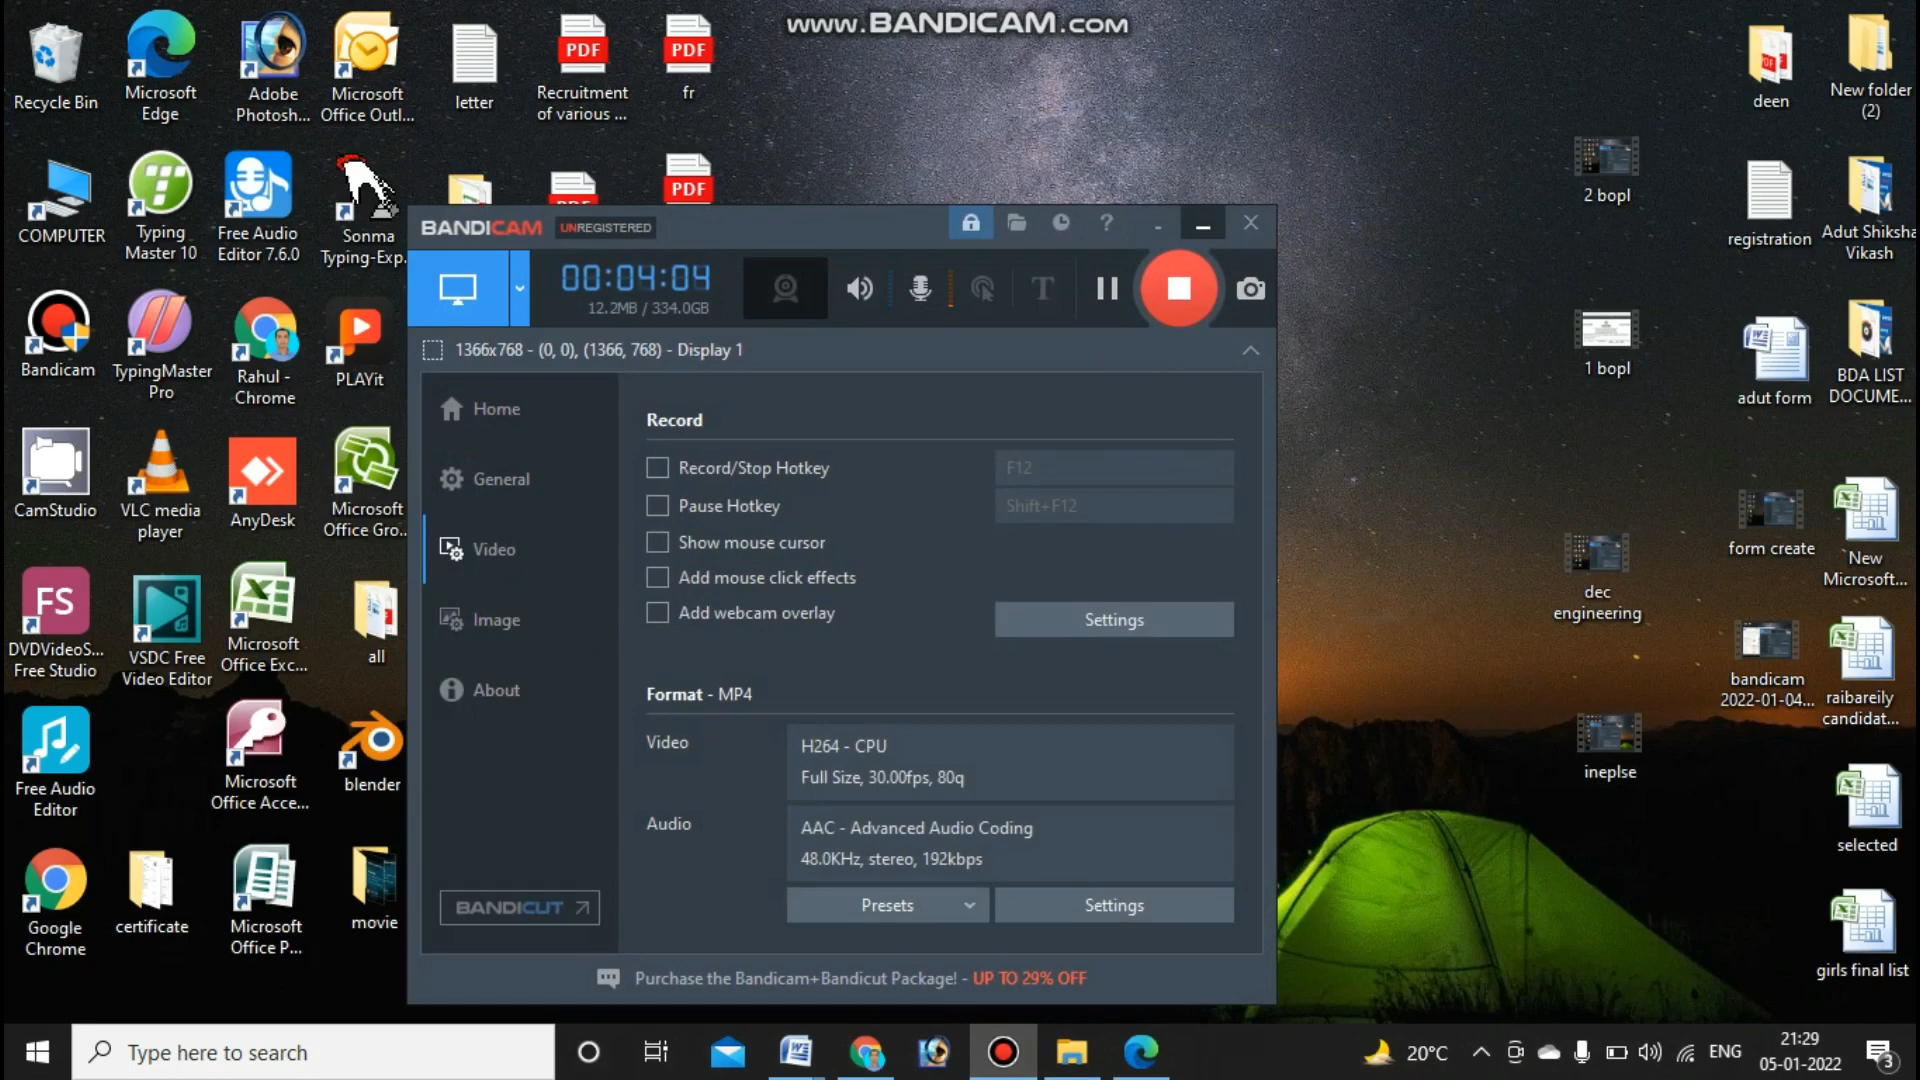 www.BANDICAM.com
Recycle Bin
Microsoft
Edge
Adobe
Photosh...
Microsoft
Office Outl...
letter
PDF
Recruitment
of various ...
PDF
fr
deen
New folder
(2)
COMPUTER
Typing
Master 10
Free Audio
Editor 7.6.0
Sonma
Typing-Exp...
PDF
2 bopl
registration
Adut Shiksha
Vikash
BANDICAM UNREGISTERED
00:04:04
12.2MB / 334.0GB
T
1366x768 - (0, 0), (1366, 768) - Display 1
Bandicam
TypingMaster
Pro
Rahul -
Chrome
PLAYit
1 bopl
adut form
BDA LIST
DOCUME...
Home
General
Video
Image
About
BANDICUT
Record
Record/Stop Hotkey
F12
Pause Hotkey
Shift+F12
Show mouse cursor
Add mouse click effects
Add webcam overlay
Settings
Format - MP4
Video
H264 - CPU
Full Size, 30.00fps, 80q
Audio
AAC - Advanced Audio Coding
48.0KHz, stereo, 192kbps
Presets
Settings
Purchase the Bandicam+Bandicut Package! - UP TO 29% OFF
CamStudio
VLC media
player
AnyDesk
Microsoft
Office Gro...
FS
DVDVideoS...
Free Studio
VSDC Free
Video Editor
Microsoft
Office Exc...
all
Free Audio
Editor
Microsoft
Office Acce...
blender
Google
Chrome
certificate
Microsoft
Office P...
movie
form create
New
Microsoft...
dec
engineering
bandicam
2022-01-04...
raibareily
candidat...
ineplse
selected
girls final list
Type here to search
20°C
ENG
21:29
05-01-2022
3